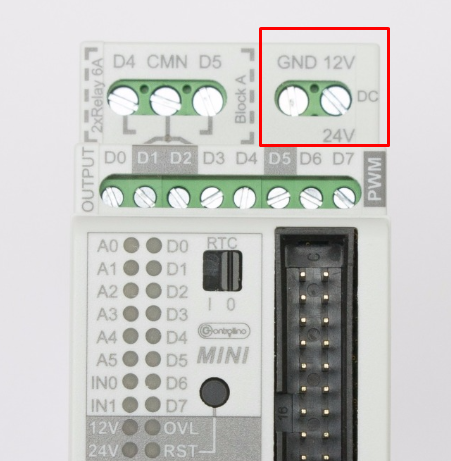 D4 CMN D5
2xRelay 6A
Block A
GND 12V
DC
24V
OUTPUT
D0 D1 D2 D3 D4 D5 D6 D7
PWM
A0 D0
A1 D1
A2 D2
A3 D3
A4 D4
A5 D5
IN0 D6
IN1 D7
12V OVL
24V RST
RTC
I 0
Controllino
MINI